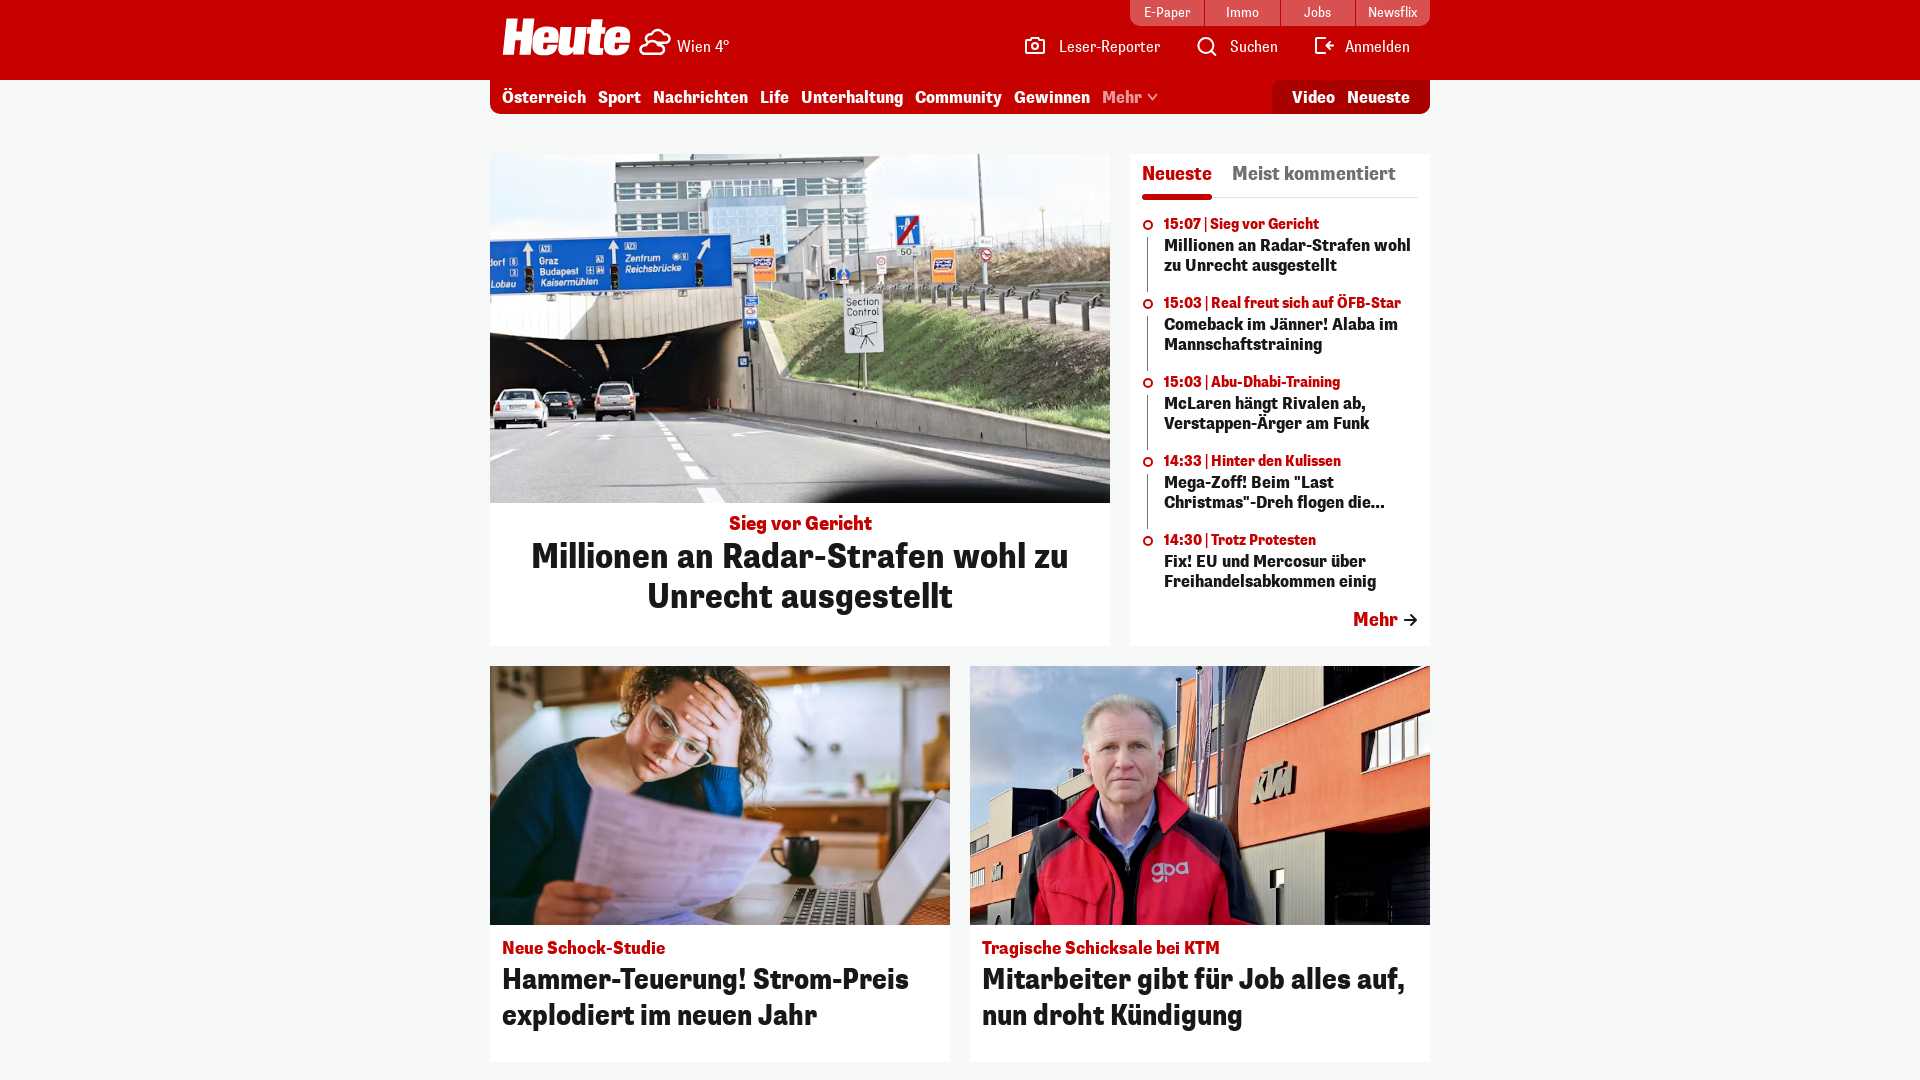 E-Paper
Immo
Jobs
Newsflix
Heute
Wien 4°
Leser-Reporter
Suchen
Anmelden
Österreich
Sport
Nachrichten
Life
Unterhaltung
Community
Gewinnen
Mehr
Video
Neueste
A23
Graz
Budapest
A4
Kaisermühlen
A23
Zentrum
Reichsbrücke
dorf
Lobau
50
Section
Control
Sieg vor Gericht
Millionen an Radar-Strafen wohl zu
Unrecht ausgestellt
Neueste
Meist kommentiert
15:07 | Sieg vor Gericht
Millionen an Radar-Strafen wohl
zu Unrecht ausgestellt
15:03 | Real freut sich auf ÖFB-Star
Comeback im Jänner! Alaba im
Mannschaftstraining
15:03 | Abu-Dhabi-Training
McLaren hängt Rivalen ab,
Verstappen-Ärger am Funk
14:33 | Hinter den Kulissen
Mega-Zoff! Beim "Last
Christmas"-Dreh flogen die...
14:30 | Trotz Protesten
Fix! EU und Mercosur über
Freihandelsabkommen einig
Mehr
KTM
gpa
Neue Schock-Studie
Hammer-Teuerung! Strom-Preis
explodiert im neuen Jahr
Tragische Schicksale bei KTM
Mitarbeiter gibt für Job alles auf,
nun droht Kündigung